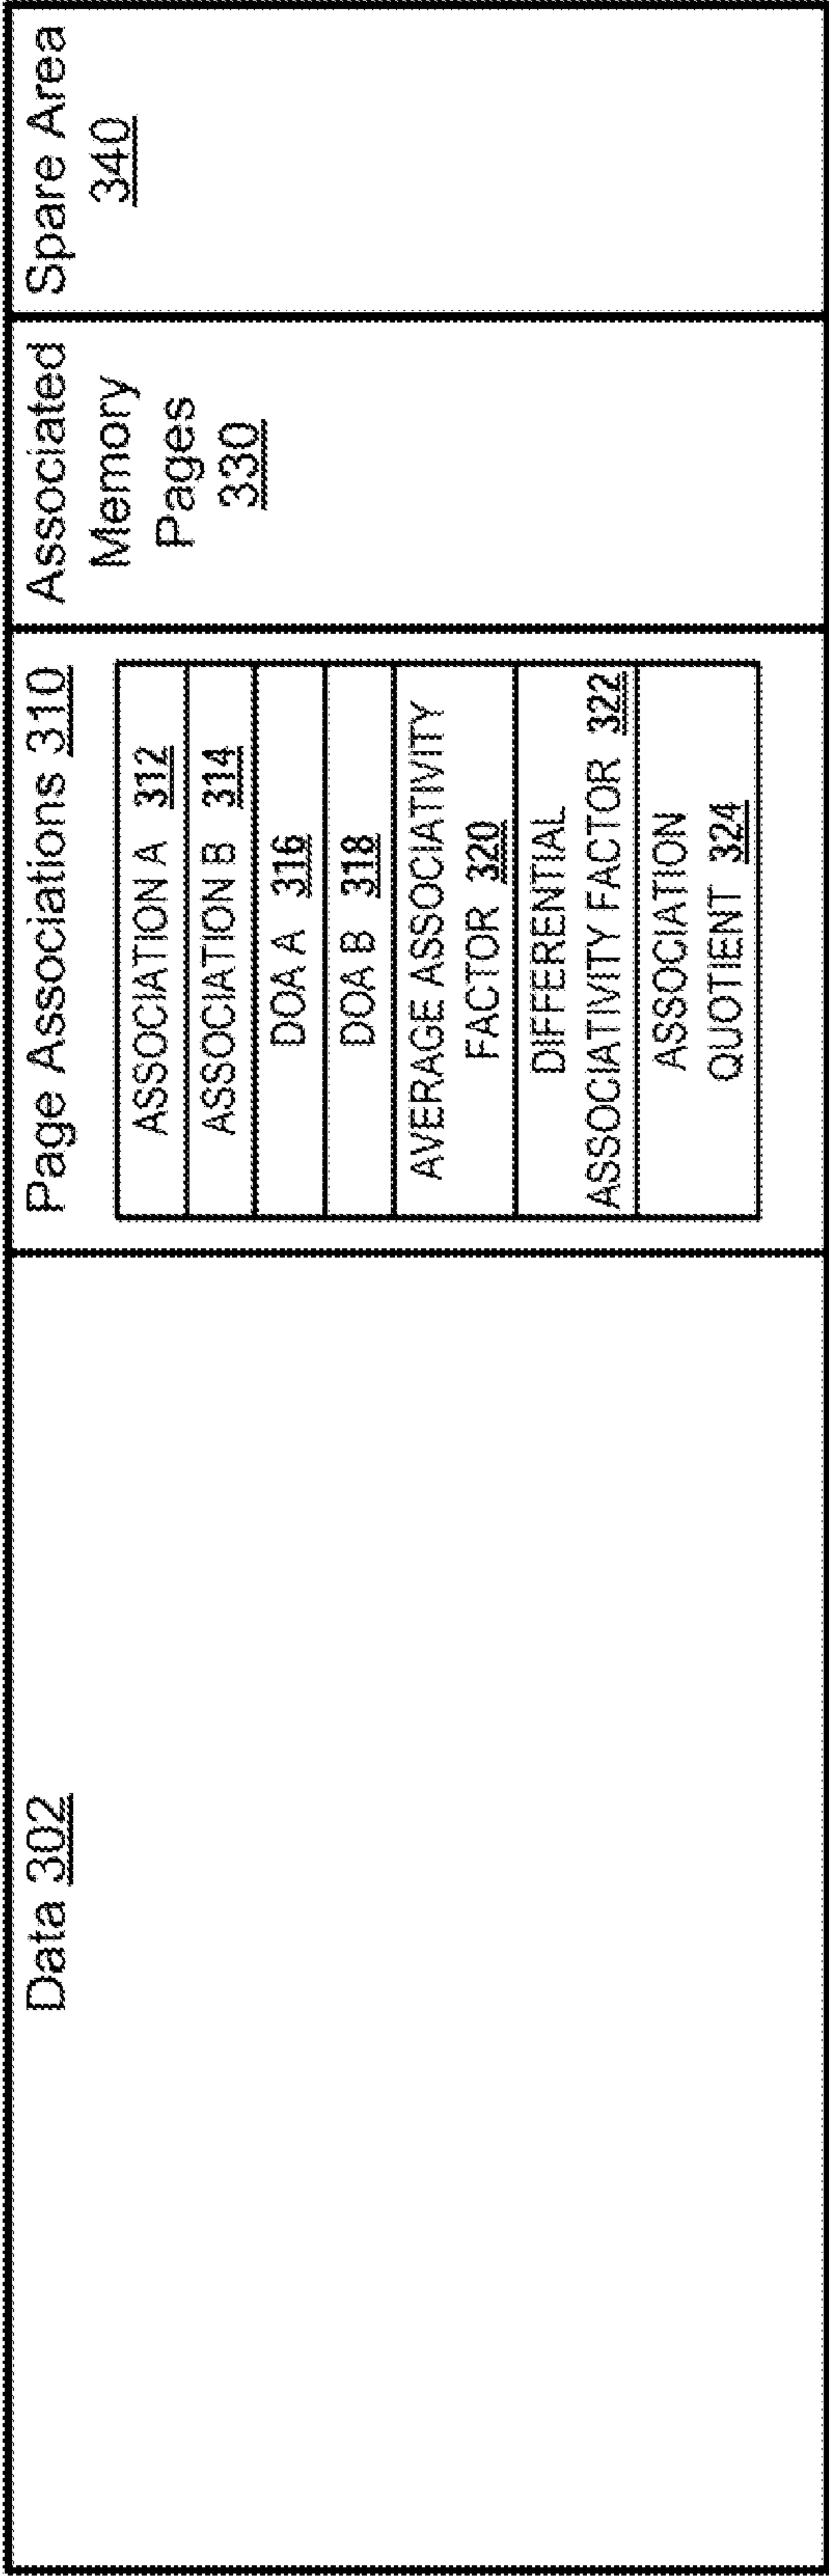 Data 302
Page Associations 310
ASSOCIATION A 312
ASSOCIATION B 314
DOA A 316
DOA B 318
AVERAGE ASSOCIATIVITY
FACTOR 320
DIFFERENTIAL
ASSOCIATIVITY FACTOR 322
ASSOCIATION
QUOTIENT 324
Associated
Memory
Pages
330
Spare Area
340